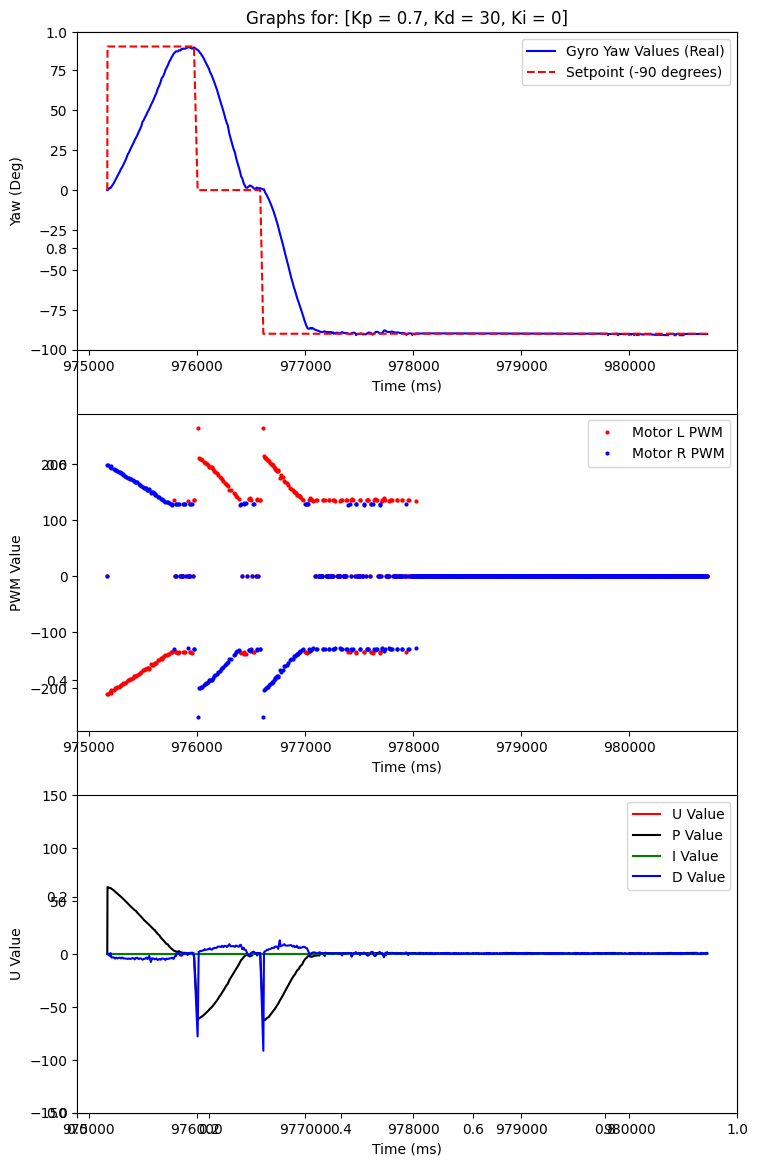 Graphs for: [Kp = 0.7, Kd = 30, Ki = 0]
1.0
75
50
25
0
−25
0.8
−50
−75
−100
Yaw (Deg)
Gyro Yaw Values (Real)
Setpoint (-90 degrees)
975000 976000 977000 978000 979000 980000
Time (ms)
200
0.6
100
0
−100
0.4
−200
PWM Value
Motor L PWM
Motor R PWM
975000 976000 977000 978000 979000 980000
Time (ms)
150
100
0.2
50
0
−50
−100
−150
0.0
U Value
U Value
P Value
I Value
D Value
975000 976000 977000 978000 979000 980000
0.0 0.2 0.4 0.6 0.8 1.0
Time (ms)